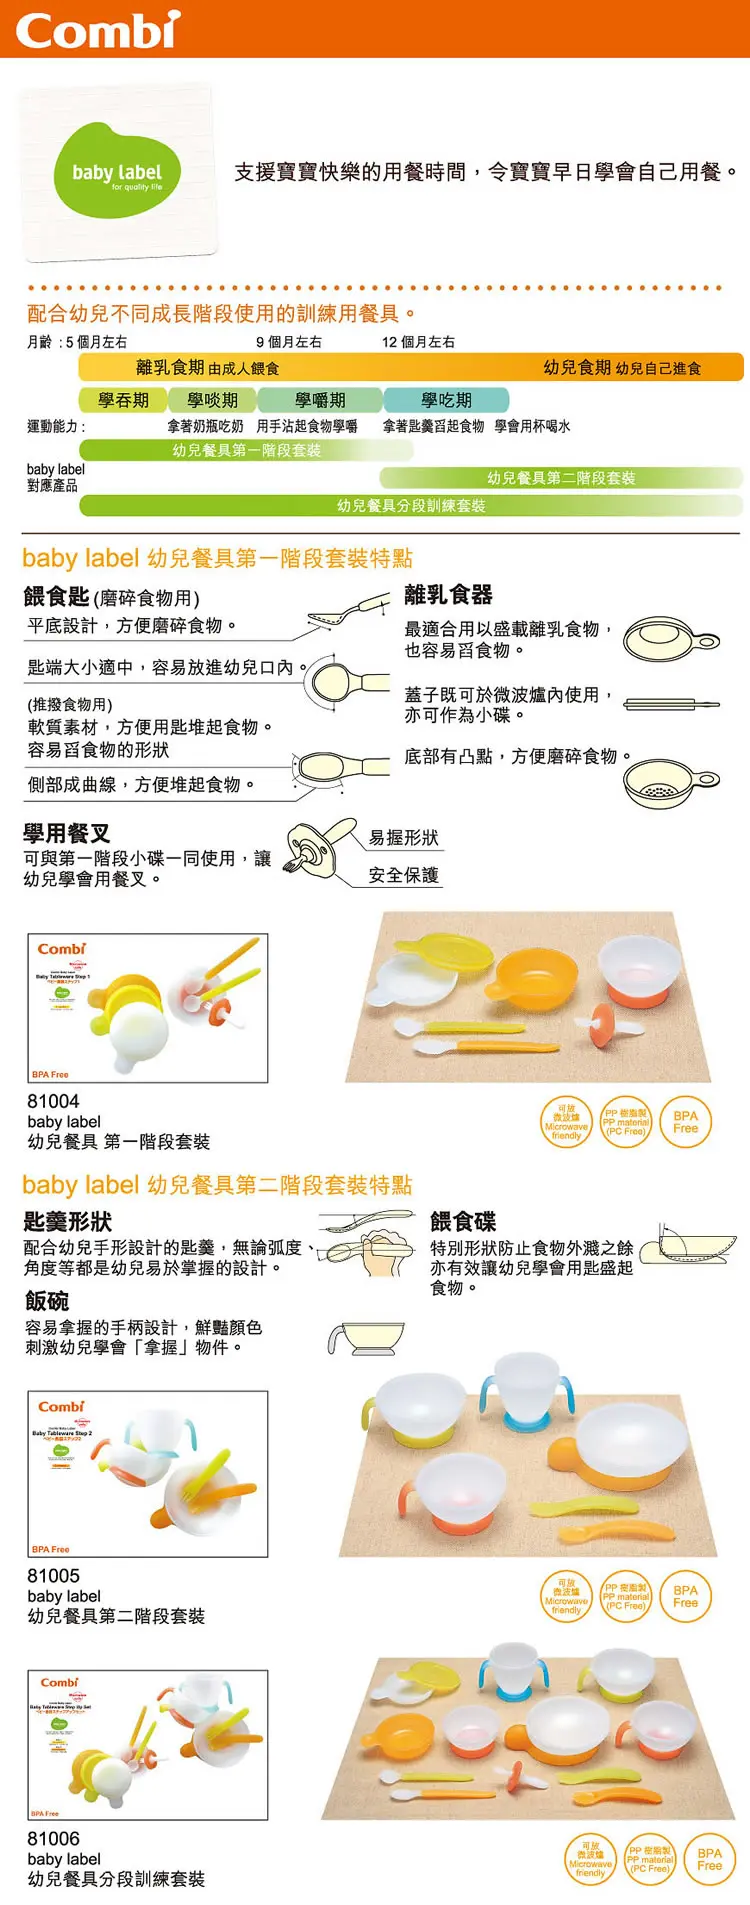 Combi
baby label
for quality life
支援寶寶快樂的用餐時間，令寶寶早日學會自己用餐。
配合幼兒不同成長階段使用的訓練用餐具。
月齡 : 5 個月左右 9 個月左右 12 個月左右
離乳食期 由成人餵食 幼兒食期 幼兒自己進食
學吞期 學啖期 學嚼期 學吃期
運動能力 : 拿著奶瓶吃奶 用手沾起食物學嚼 拿著匙羹舀起食物 學會用杯喝水
幼兒餐具第一階段套裝
baby label
對應產品
幼兒餐具第二階段套裝
幼兒餐具分段訓練套裝
baby label 幼兒餐具第一階段套裝特點
餵食匙 (磨碎食物用)
平底設計，方便磨碎食物。
匙端大小適中，容易放進幼兒口內。
(推撥食物用)
軟質素材，方便用匙堆起食物。
容易舀食物的形狀
側部成曲線，方便堆起食物。
離乳食器
最適合用以盛載離乳食物，
也容易舀食物。
蓋子既可於微波爐內使用，
亦可作為小碟。
底部有凸點，方便磨碎食物。
學用餐叉
可與第一階段小碟一同使用，讓
幼兒學會用餐叉。
易握形狀
安全保護
Combi
Baby Tableware Step 1
BPA Free
81004
baby label
幼兒餐具 第一階段套裝
可放
微波爐
Microwave
friendly
PP 樹脂製
PP material
(PC Free)
BPA
Free
baby label 幼兒餐具第二階段套裝特點
匙羹形狀
配合幼兒手形設計的匙羹，無論弧度、
角度等都是幼兒易於掌握的設計。
餵食碟
特別形狀防止食物外濺之餘
亦有效讓幼兒學會用匙盛起
食物。
飯碗
容易拿握的手柄設計，鮮豔顏色
刺激幼兒學會「拿握」物件。
Combi
Baby Tableware Step 2
BPA Free
81005
baby label
幼兒餐具第二階段套裝
可放
微波爐
Microwave
friendly
PP 樹脂製
PP material
(PC Free)
BPA
Free
Combi
Baby Tableware Step Up Set
BPA Free
81006
baby label
幼兒餐具分段訓練套裝
可放
微波爐
Microwave
friendly
PP 樹脂製
PP material
(PC Free)
BPA
Free